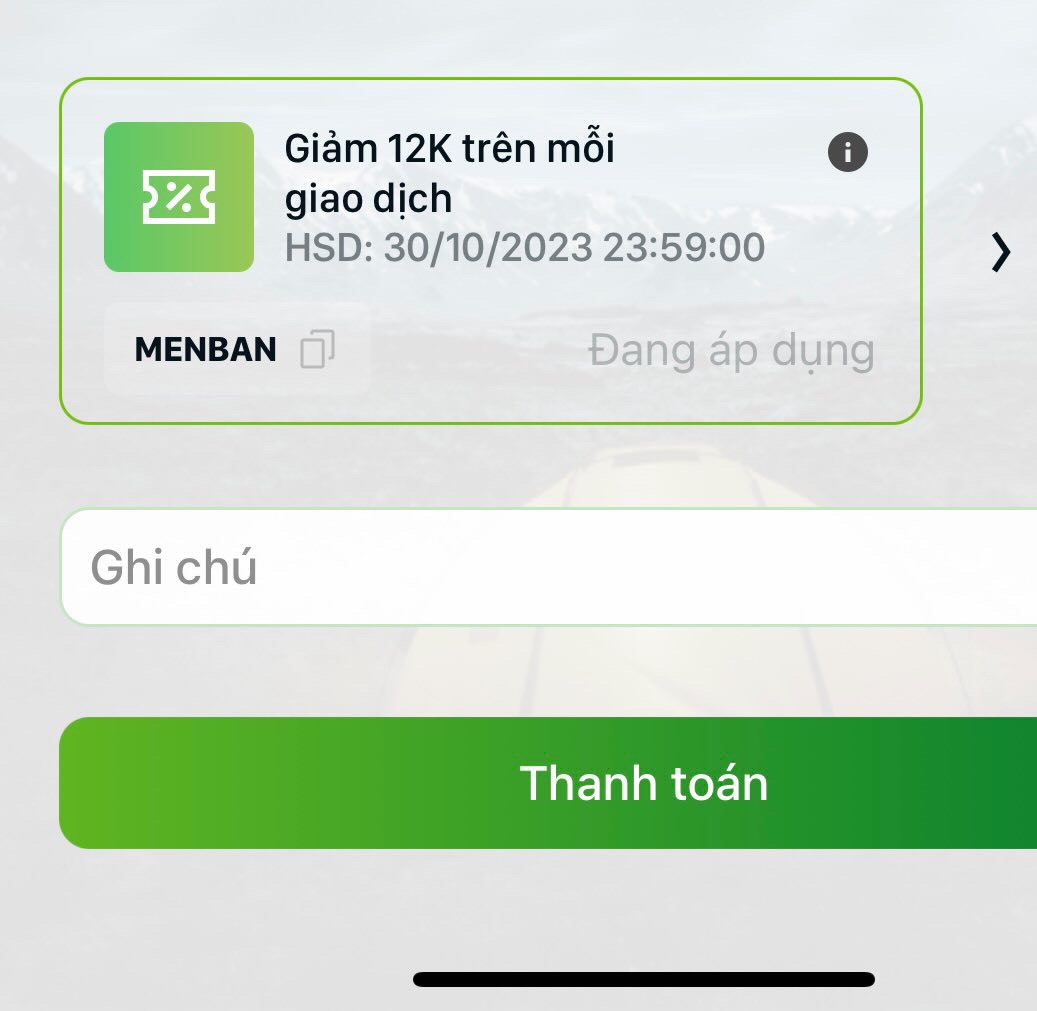 Giảm 12K trên mỗi
giao dịch
HSD: 30/10/2023 23:59:00
MENBAN
Đang áp dụng
Ghi chú
Thanh toán